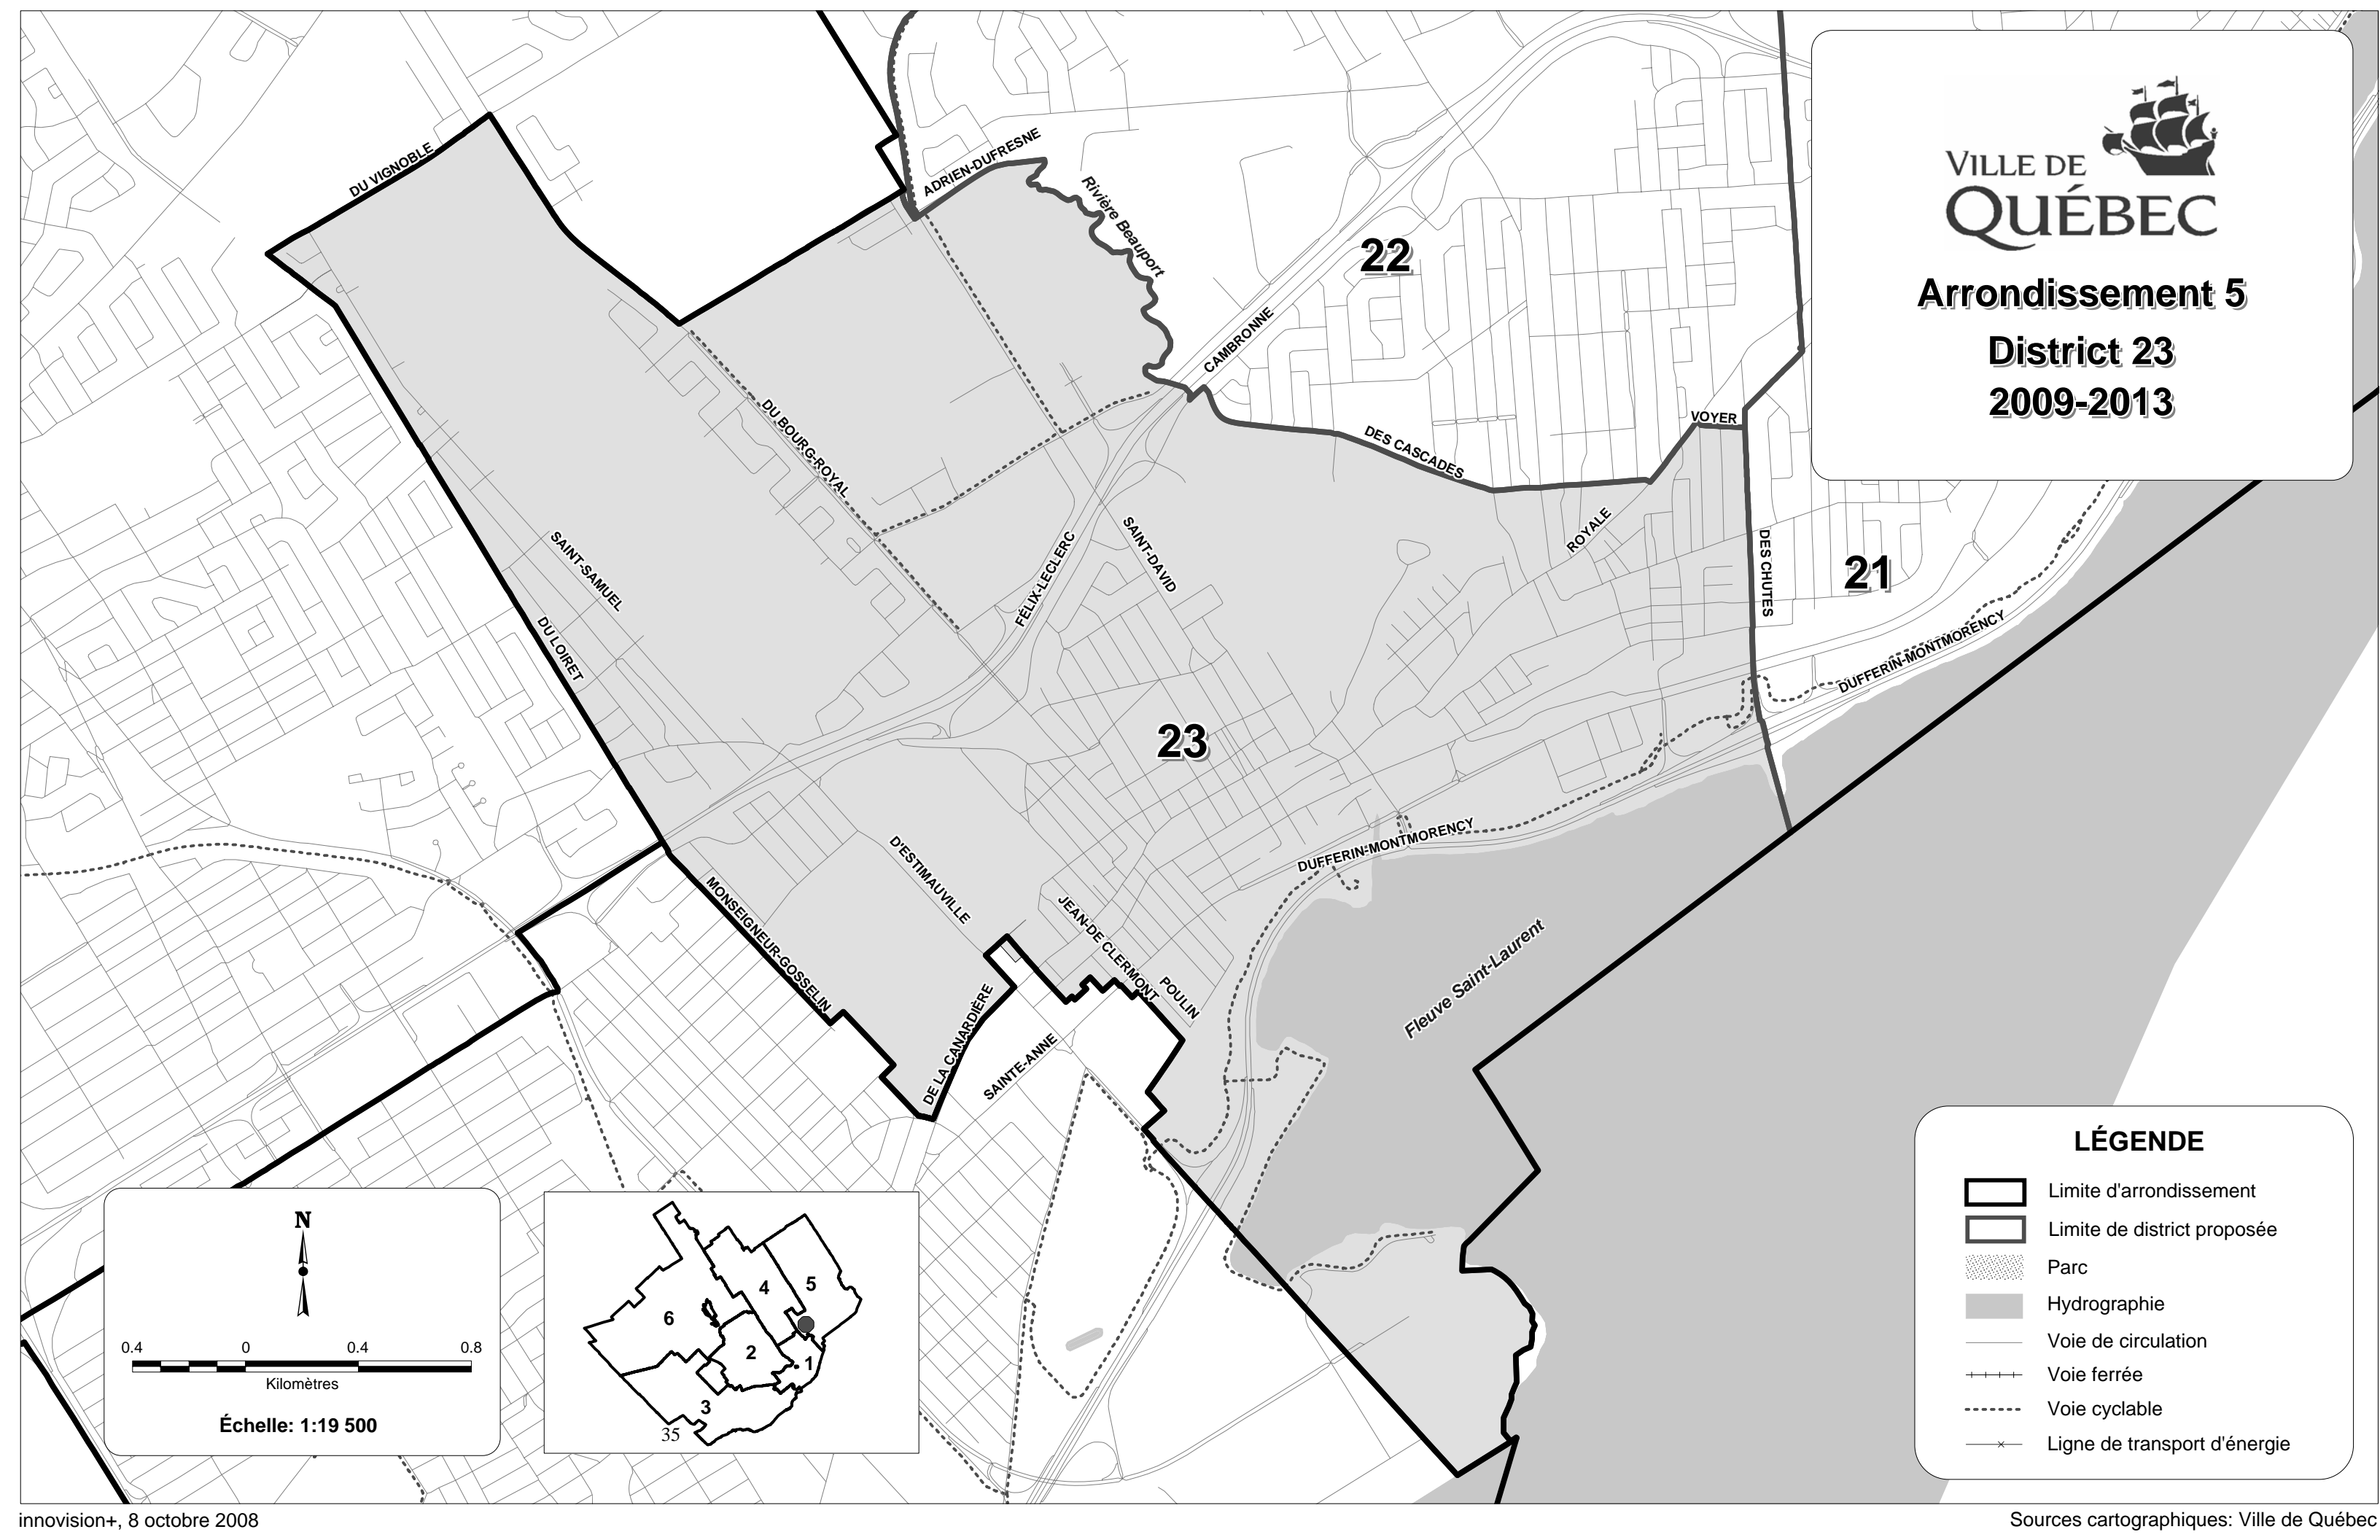 VILLE DE
QUÉBEC
Arrondissement 5
District 23
2009-2013
DU VIGNOBLE
ADRIEN-DUFRESNE
Rivière Beauport
22
CAMBRONNE
DU BOURG-ROYAL
DES CASCADES
VOYER
SAINT-SAMUEL
DU LOIRET
FÉLIX-LECLERC
SAINT-DAVID
ROYALE
DES CHUTES
21
DUFFERIN-MONTMORENCY
23
DUFFERIN-MONTMORENCY
D'ESTIMAUVILLE
MONSEIGNEUR-GOSSELIN
JEAN-DE CLERMONT
POULIN
DE LA CANARDIÈRE
SAINTE-ANNE
Fleuve Saint-Laurent
N
0.4 0 0.4 0.8
Kilomètres
Échelle: 1:19 500
4
5
6
2
1
3
35
LÉGENDE
Limite d'arrondissement
Limite de district proposée
Parc
Hydrographie
Voie de circulation
Voie ferrée
Voie cyclable
Ligne de transport d'énergie
innovision+, 8 octobre 2008
Sources cartographiques: Ville de Québec